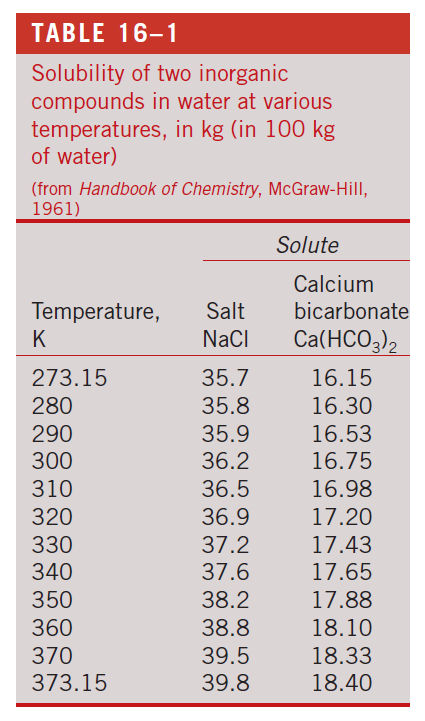 TABLE 16–1
Solubility of two inorganic
compounds in water at various
temperatures, in kg (in 100 kg
of water)
(from Handbook of Chemistry, McGraw-Hill,
1961)
Solute
Calcium
Temperature, Salt bicarbonate
K NaCl Ca(HCO₃)₂
273.15 35.7 16.15
280 35.8 16.30
290 35.9 16.53
300 36.2 16.75
310 36.5 16.98
320 36.9 17.20
330 37.2 17.43
340 37.6 17.65
350 38.2 17.88
360 38.8 18.10
370 39.5 18.33
373.15 39.8 18.40